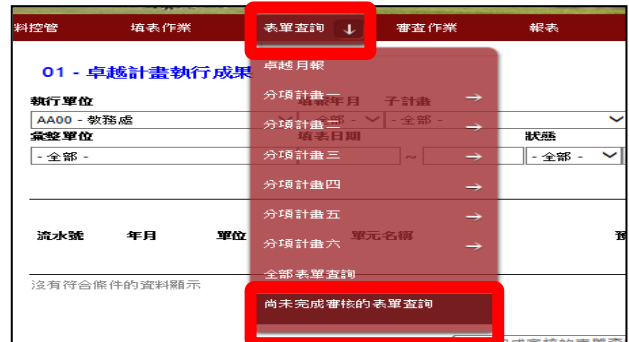 料控管 填表作業 表單查詢 ↓ 審查作業 報表
01 - 卓越計畫執行成果
卓越月報
執行單位 填報年月 子計畫
分項計畫一 →
AA00 - 教務處 - 全部 - - 全部 -
分項計畫二 →
彙整單位 填表日期 狀態
- 全部 - ~ - 全部 -
分項計畫三 →
分項計畫四 →
分項計畫五 →
流水號 年月 單位 單元名稱
分項計畫六 →
全部表單查詢
沒有符合條件的資料顯示
尚未完成審核的表單查詢